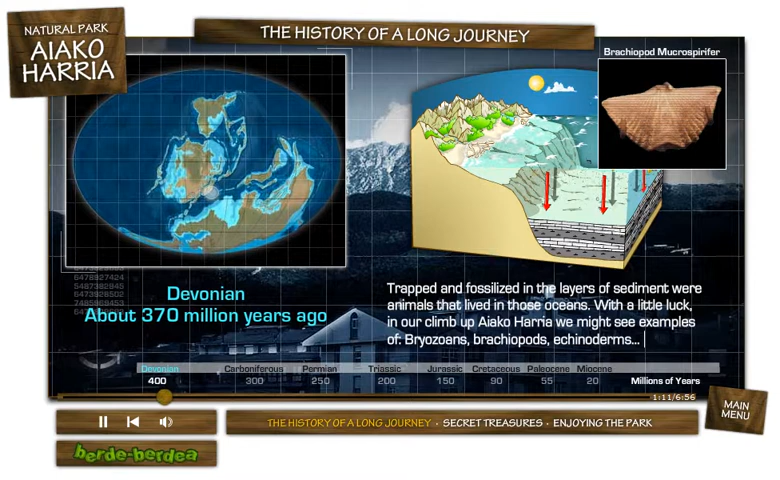 NATURAL PARK
AIAKO
HARRIA
THE HISTORY OF A LONG JOURNEY
Brachiopod Mucrospirifer
6478927424
5487382945
6473928502
7485869453
Devonian
About 370 million years ago
Trapped and fossilized in the layers of sediment were
animals that lived in those oceans. With a little luck,
in our climb up Aiako Harria we might see examples
of: Bryozoans, brachiopods, echinoderms...
Devonian Carboniferous Permian Triassic Jurassic Cretaceous Paleocene Miocene
400 300 250 200 150 90 55 20 Millions of Years
1:11/6:56
MAIN
MENU
THE HISTORY OF A LONG JOURNEY • SECRET TREASURES • ENJOYING THE PARK
berde-berdea